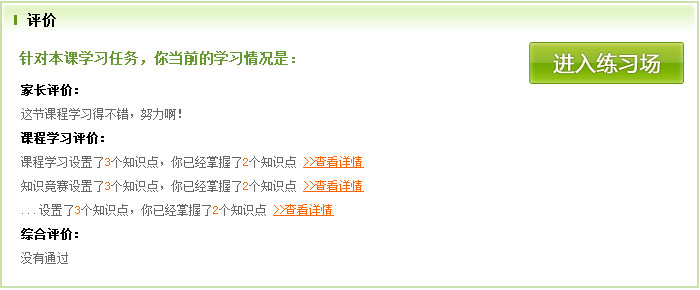 评价
针对本课学习任务，你当前的学习情况是：
进入练习场
家长评价：
这节课程学习得不错，努力啊！
课程学习评价：
课程学习设置了3个知识点，你已经掌握了2个知识点 >>查看详情
知识竞赛设置了3个知识点，你已经掌握了2个知识点 >>查看详情
...设置了3个知识点，你已经掌握了2个知识点 >>查看详情
综合评价：
没有通过